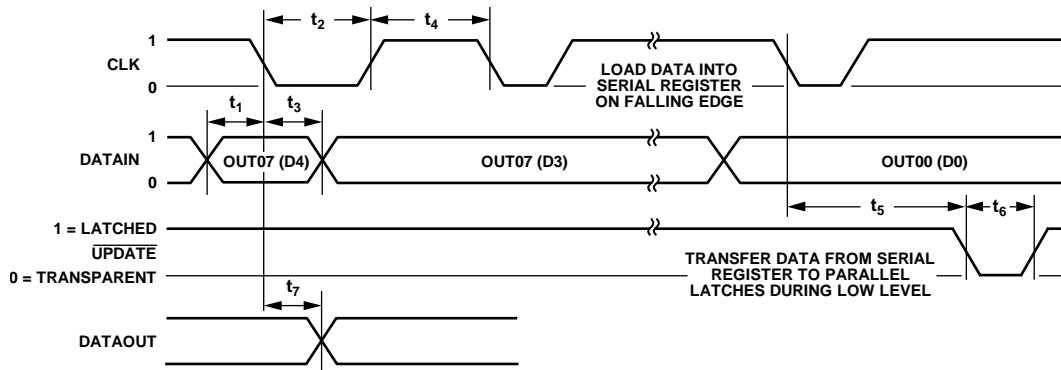 t2
t4
1
CLK
0
LOAD DATA INTO
SERIAL REGISTER
ON FALLING EDGE
t1
t3
1
DATAIN
0
OUT07 (D4)
OUT07 (D3)
OUT00 (D0)
t5
t6
1 = LATCHED
UPDATE
0 = TRANSPARENT
TRANSFER DATA FROM SERIAL
REGISTER TO PARALLEL
LATCHES DURING LOW LEVEL
t7
DATAOUT